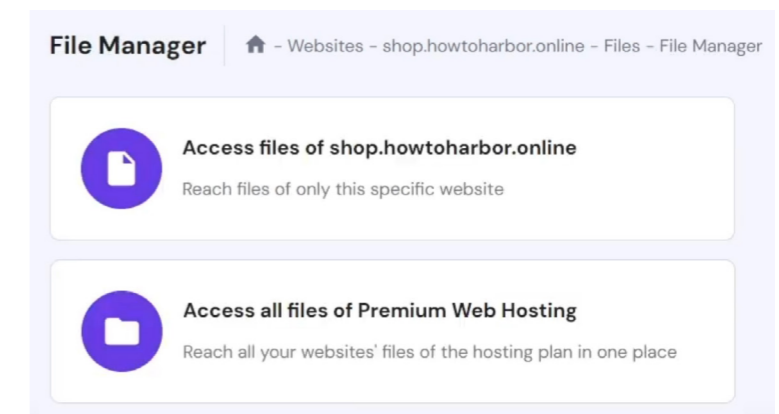 File Manager - Websites - shop.howtoharbor.online - Files - File Manager
Access files of shop.howtoharbor.online
Reach files of only this specific website
Access all files of Premium Web Hosting
Reach all your websites' files of the hosting plan in one place